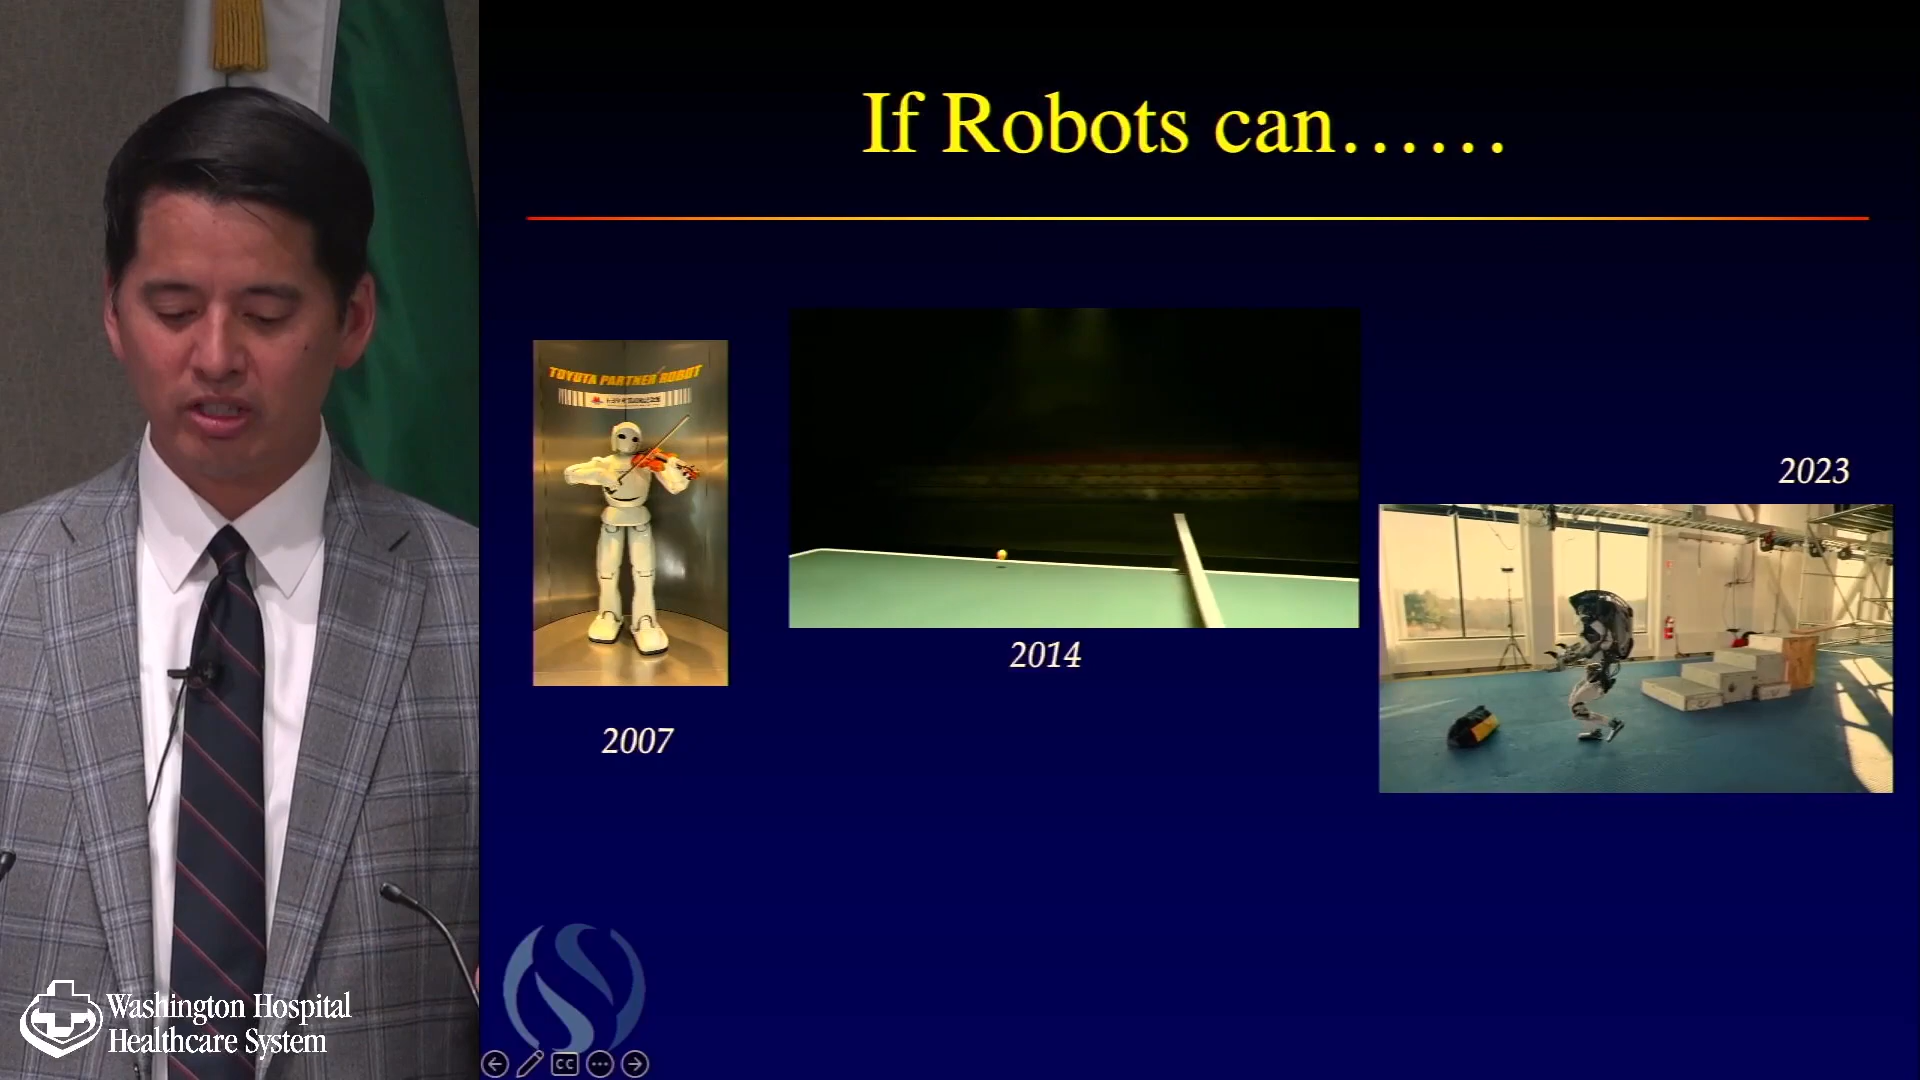 If Robots can......
TOYOTA PARTNER ROBOT
2007
2014
2023
Washington Hospital
Healthcare System
CC